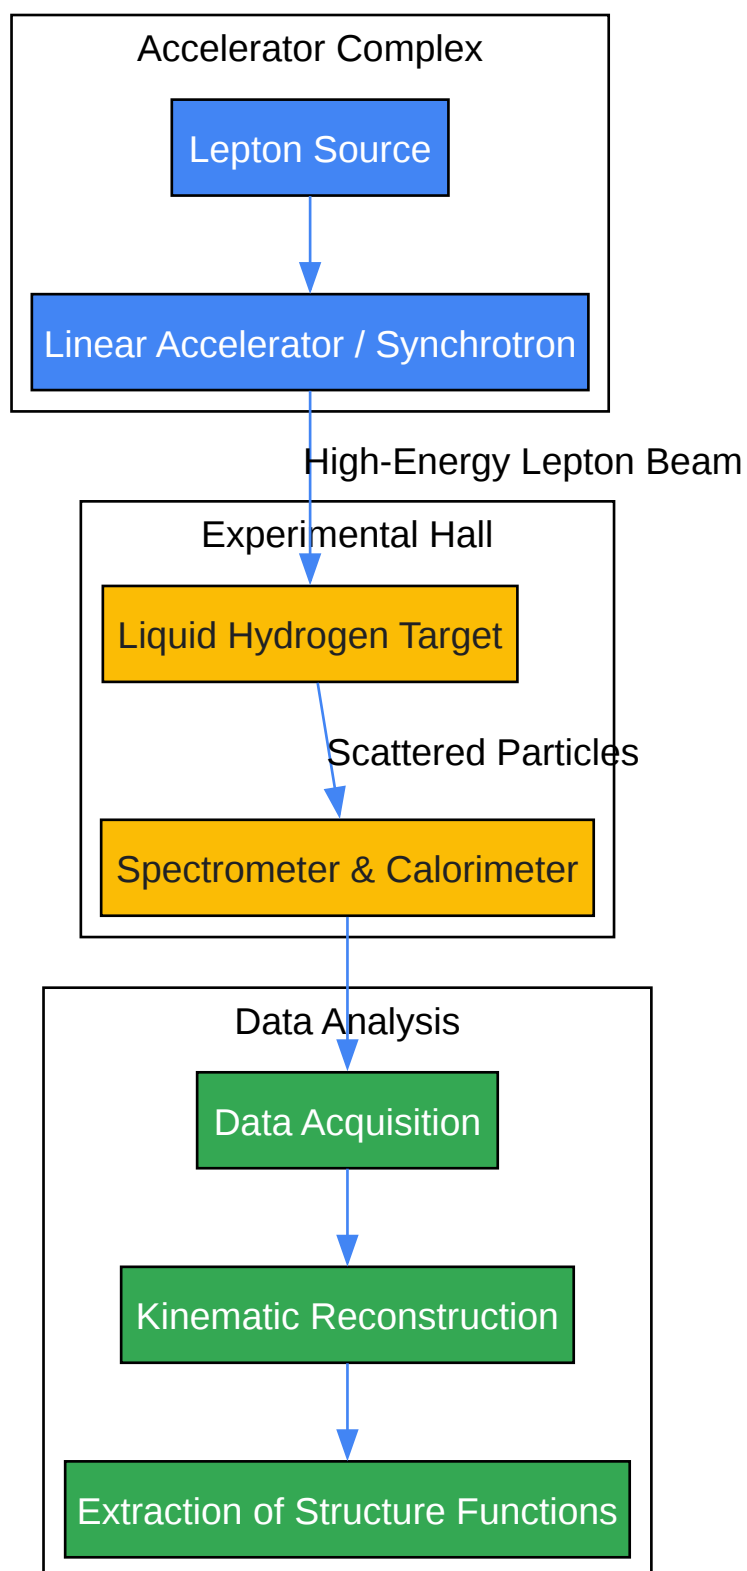 Accelerator Complex
Lepton Source
Linear Accelerator / Synchrotron
High-Energy Lepton Beam
Experimental Hall
Liquid Hydrogen Target
Scattered Particles
Spectrometer & Calorimeter
Data Analysis
Data Acquisition
Kinematic Reconstruction
Extraction of Structure Functions